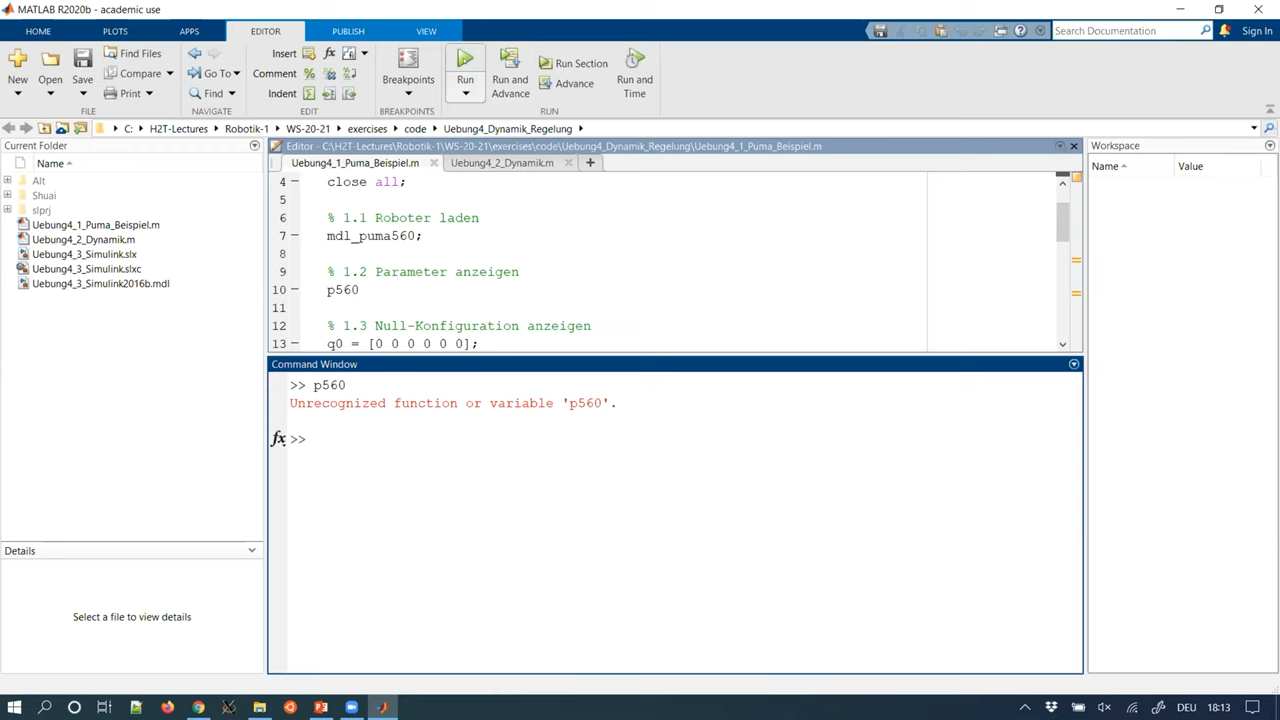 MATLAB R2020b - academic use
HOME PLOTS APPS EDITOR PUBLISH VIEW
Search Documentation
Sign In
New
Open
Save
Find Files
Compare
Print
FILE
Go To
Find
NAVIGATE
Insert
Comment
Indent
EDIT
Breakpoints
BREAKPOINTS
Run
Run and Advance
Run Section
Advance
Run and Time
RUN
C: H2T-Lectures Robotik-1 WS-20-21 exercises code Uebung4_Dynamik_Regelung
Current Folder
Name
Alt
Shuai
slprj
Uebung4_1_Puma_Beispiel.m
Uebung4_2_Dynamik.m
Uebung4_3_Simulink.slx
Uebung4_3_Simulink.slxc
Uebung4_3_Simulink2016b.mdl
Details
Select a file to view details
Editor - C:\H2T-Lectures\Robotik-1\WS-20-21\exercises\code\Uebung4_Dynamik_Regelung\Uebung4_1_Puma_Beispiel.m
Uebung4_1_Puma_Beispiel.m Uebung4_2_Dynamik.m
4 close all;
5
6 % 1.1 Roboter laden
7 mdl_puma560;
8
9 % 1.2 Parameter anzeigen
10 p560
11
12 % 1.3 Null-Konfiguration anzeigen
13 q0 = [0 0 0 0 0 0];
Command Window
>> p560
Unrecognized function or variable 'p560'.
fx >>
Workspace
Name Value
DEU 18:13